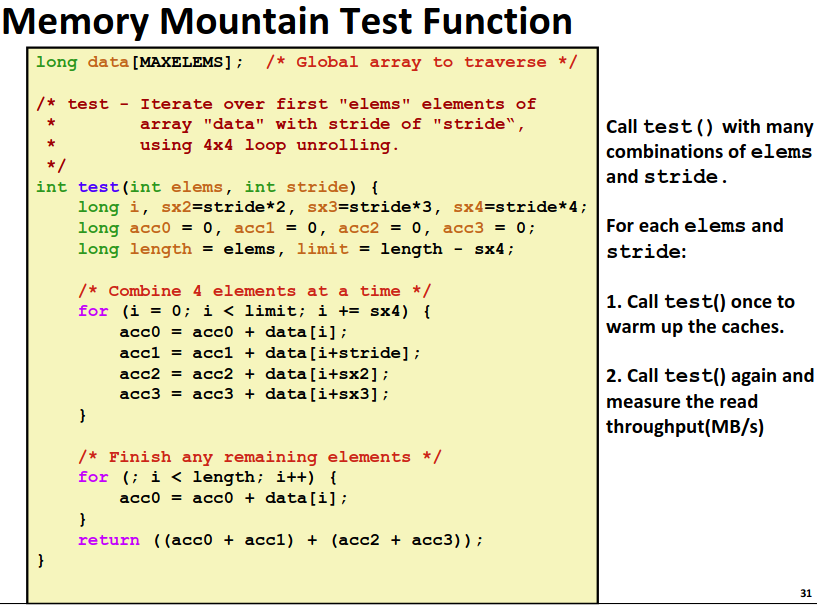 Memory Mountain Test Function
long data[MAXELEMS];  /* Global array to traverse */
/* test - Iterate over first "elems" elements of
 *        array "data" with stride of "stride“,
 *        using 4x4 loop unrolling.
 */
int test(int elems, int stride) {
    long i, sx2=stride*2, sx3=stride*3, sx4=stride*4;
    long acc0 = 0, acc1 = 0, acc2 = 0, acc3 = 0;
    long length = elems, limit = length - sx4;
    /* Combine 4 elements at a time */
    for (i = 0; i < limit; i += sx4) {
        acc0 = acc0 + data[i];
        acc1 = acc1 + data[i+stride];
        acc2 = acc2 + data[i+sx2];
        acc3 = acc3 + data[i+sx3];
    }
    /* Finish any remaining elements */
    for (; i < length; i++) {
        acc0 = acc0 + data[i];
    }
    return ((acc0 + acc1) + (acc2 + acc3));
}
Call test() with many
combinations of elems
and stride.
For each elems and
stride:
1. Call test() once to
warm up the caches.
2. Call test() again and
measure the read
throughput(MB/s)
31